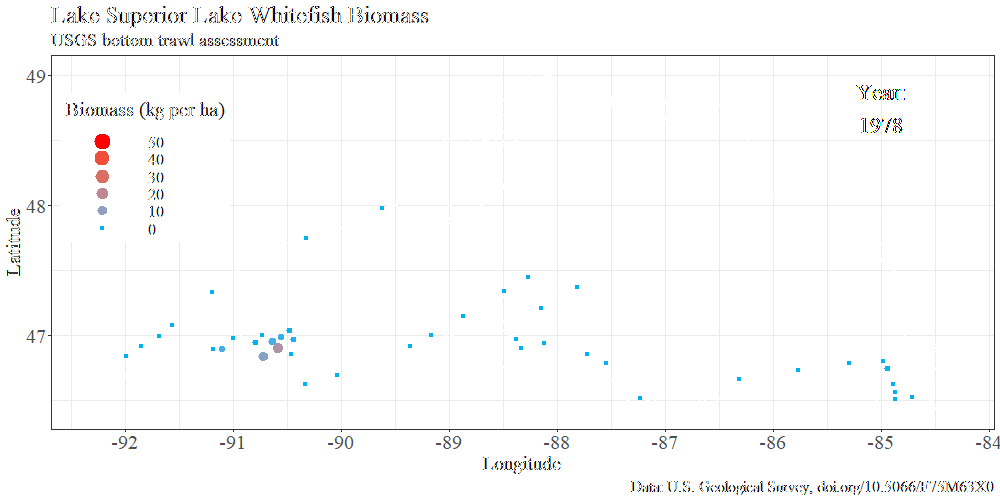 Lake Superior Lake Whitefish Biomass
USGS bottom trawl assessment
49
48
47
Latitude
Biomass (kg per ha)
50
40
30
20
10
0
Year:
1978
-92 -91 -90 -89 -88 -87 -86 -85 -84
Longitude
Data: U.S. Geological Survey, doi.org/10.5066/F75M63X0